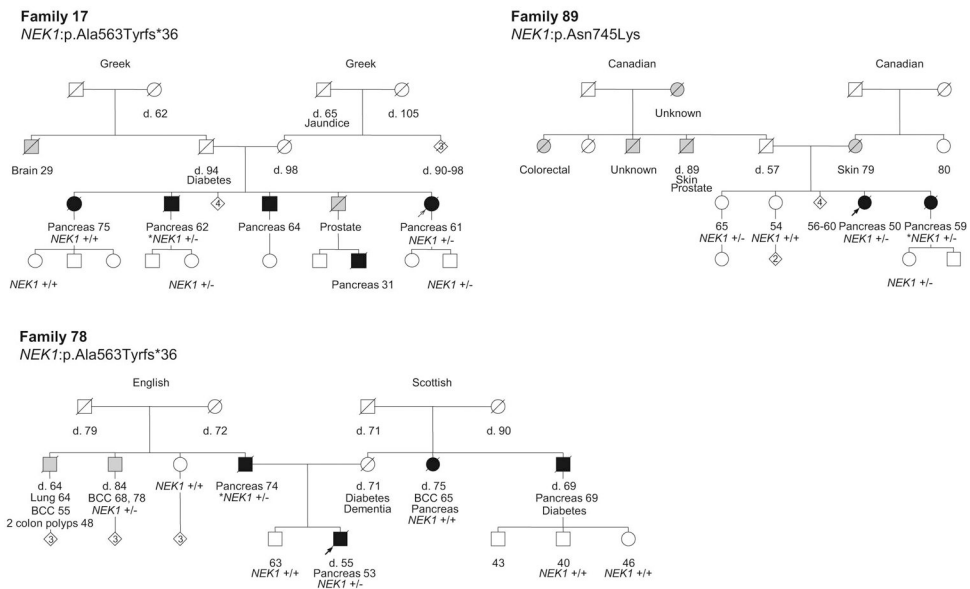 Family 17
NEK1:p.Ala563Tyrfs*36
Greek
Greek
d. 62
d. 65
Jaundice
d. 105
3
Brain 29
d. 94
Diabetes
d. 98
d. 90-98
4
Pancreas 75
NEK1 +/+
Pancreas 62
*NEK1 +/-
Pancreas 64
Prostate
Pancreas 61
NEK1 +/-
NEK1 +/+
NEK1 +/-
Pancreas 31
NEK1 +/-
Family 89
NEK1:p.Asn745Lys
Canadian
Canadian
Unknown
Colorectal
Unknown
d. 89
Skin
Prostate
d. 57
Skin 79
80
4
65
NEK1 +/-
54
NEK1 +/+
56-60
Pancreas 50
NEK1 +/-
Pancreas 59
*NEK1 +/-
2
NEK1 +/-
Family 78
NEK1:p.Ala563Tyrfs*36
English
Scottish
d. 79
d. 72
d. 71
d. 90
d. 64
Lung 64
BCC 55
2 colon polyps 48
d. 84
BCC 68, 78
NEK1 +/-
NEK1 +/+
Pancreas 74
*NEK1 +/-
d. 71
Diabetes
Dementia
d. 75
BCC 65
Pancreas
NEK1 +/+
d. 69
Pancreas 69
Diabetes
3
3
3
63
NEK1 +/+
d. 55
Pancreas 53
NEK1 +/-
43
40
NEK1 +/+
46
NEK1 +/+